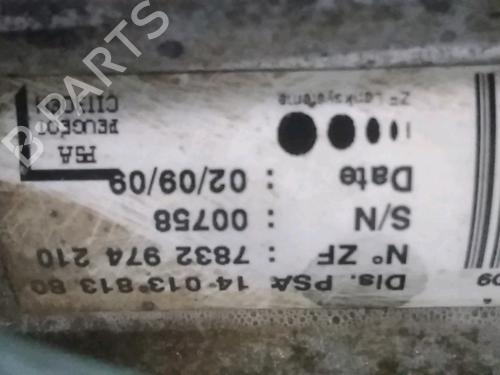 Dis. PSA 14 013 813 80
N° ZF : 7832 974 210
S/N : 00758
Date : 02/09/09
ZF Lenksysteme
PSA
PEUGEOT
CITROËN
09
B PARTS